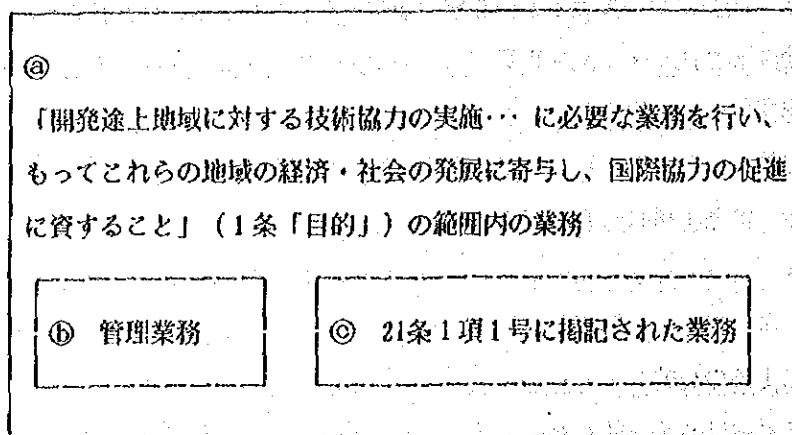 ⓐ
「開発途上地域に対する技術協力の実施… に必要な業務を行い、
もってこれらの地域の経済・社会の発展に寄与し、国際協力の促進
に資すること」(1条「目的」)の範囲内の業務
ⓑ 管理業務
ⓒ 21条1項1号に掲記された業務